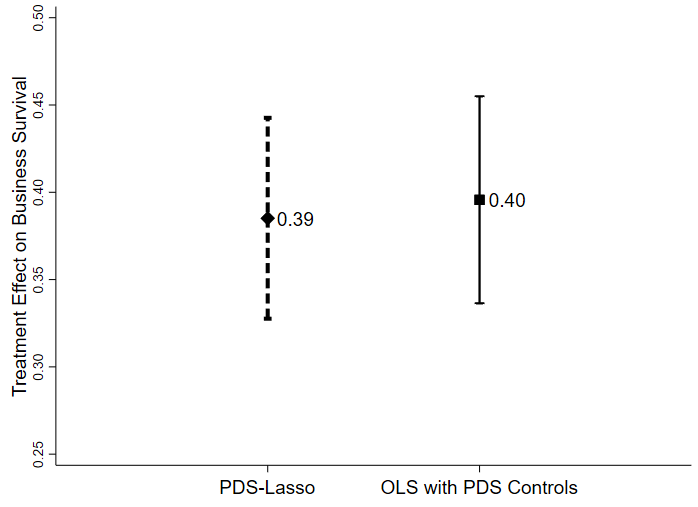 Treatment Effect on Business Survival
0.50
0.45
0.40
0.35
0.30
0.25
0.39
0.40
PDS-Lasso
OLS with PDS Controls